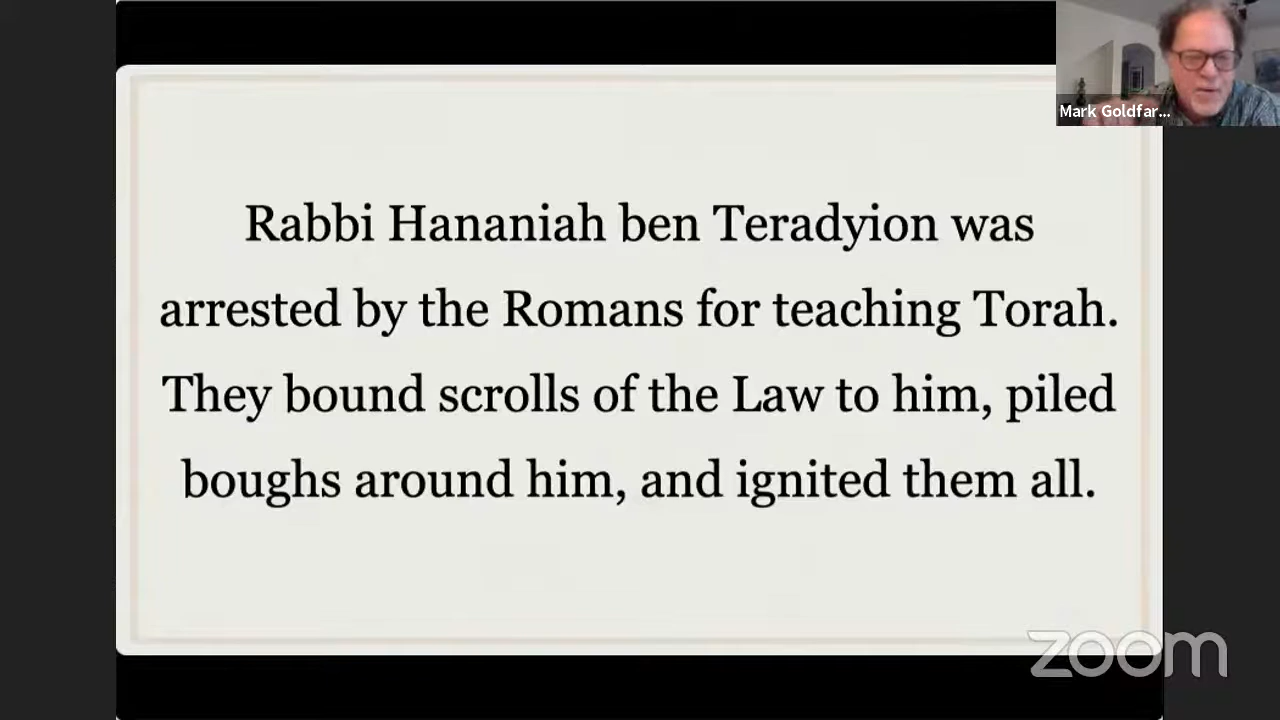 Mark Goldfar...
Rabbi Hananiah ben Teradyion was
arrested by the Romans for teaching Torah.
They bound scrolls of the Law to him, piled
boughs around him, and ignited them all.
zoom